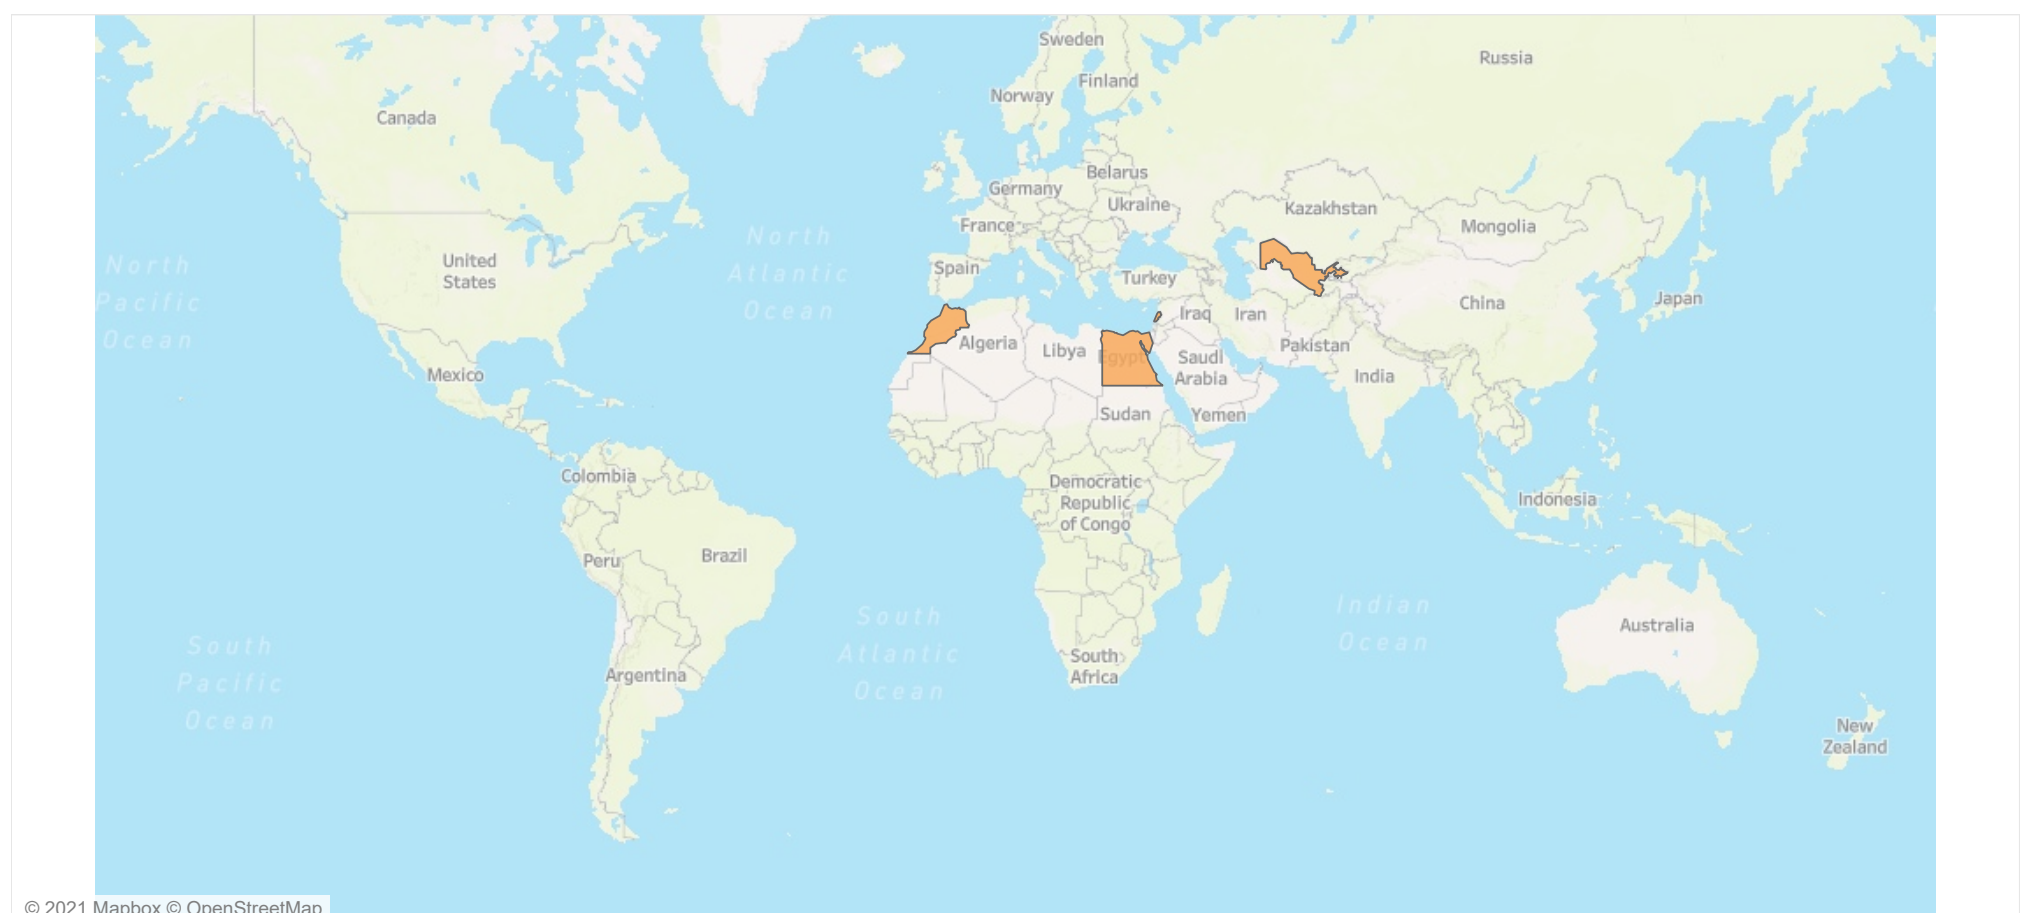 Sweden
Russia
Finland
Norway
Canada
Belarus
Germany
Ukraine
Kazakhstan
Mongolia
France
North
Atlantic
Ocean
North
Pacific
Ocean
United
States
Spain
Turkey
China
Japan
Iraq
Iran
Algeria
Libya
Egypt
Saudi
Arabia
Pakistan
India
Mexico
Sudan
Yemen
Colombia
Democratic
Republic
of Congo
Indonesia
Peru
Brazil
South
Atlantic
Ocean
Indian
Ocean
Australia
South
Pacific
Ocean
Argentina
South
Africa
New
Zealand
© 2021 Mapbox © OpenStreetMap